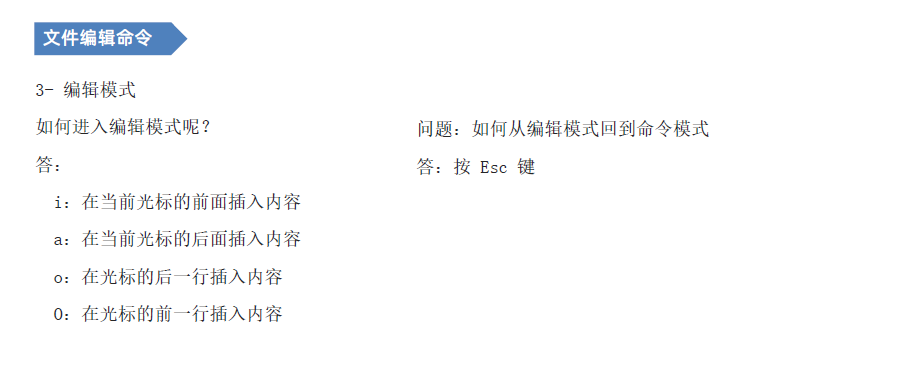 文件编辑命令
3- 编辑模式
如何进入编辑模式呢？
答：
i：在当前光标的前面插入内容
a：在当前光标的后面插入内容
o：在光标的后一行插入内容
O：在光标的前一行插入内容
问题：如何从编辑模式回到命令模式
答：按 Esc 键